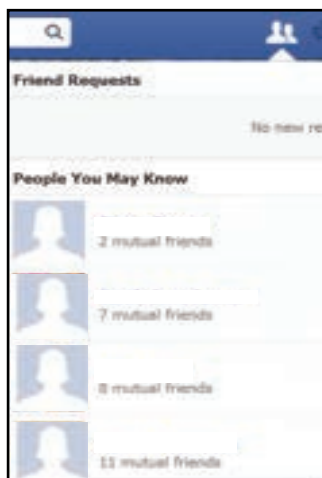 Friend Requests
No new re
People You May Know
2 mutual friends
7 mutual friends
8 mutual friends
11 mutual friends